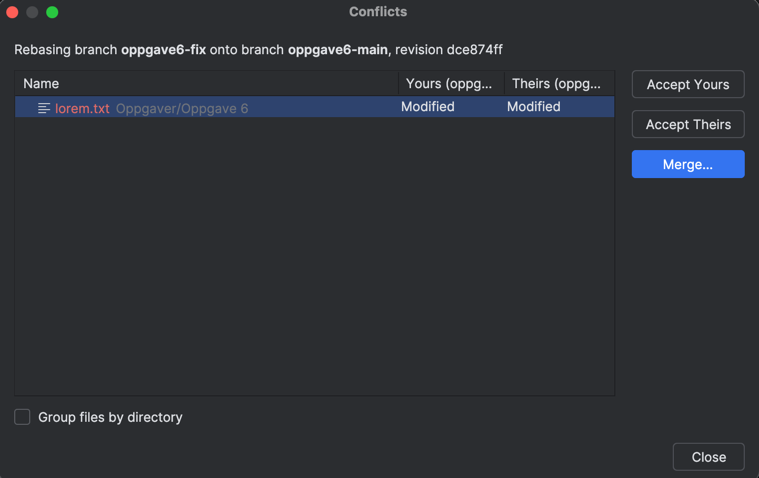 Conflicts
Rebasing branch oppgave6-fix onto branch oppgave6-main, revision dce874ff
Name Yours (oppg... Theirs (oppg...
lorem.txt Oppgaver/Oppgave 6 Modified Modified
Accept Yours
Accept Theirs
Merge...
Group files by directory
Close